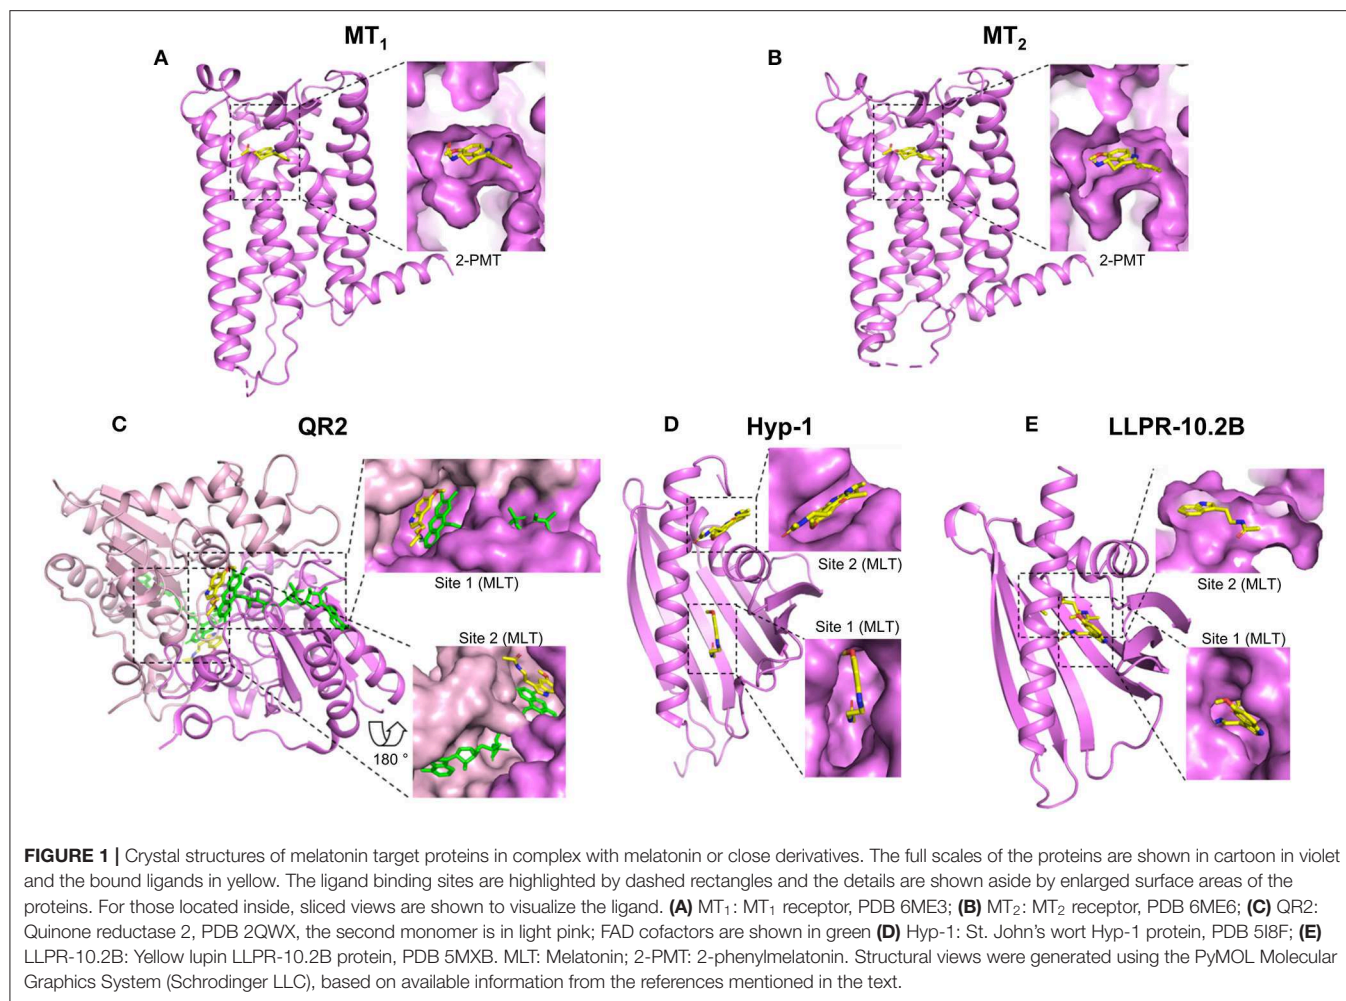 MT₁
A
2-PMT
MT₂
B
2-PMT
C
QR2
Site 1 (MLT)
Site 2 (MLT)
180 °
D
Hyp-1
Site 2 (MLT)
Site 1 (MLT)
E
LLPR-10.2B
Site 2 (MLT)
Site 1 (MLT)
FIGURE 1 | Crystal structures of melatonin target proteins in complex with melatonin or close derivatives. The full scales of the proteins are shown in cartoon in violet
and the bound ligands in yellow. The ligand binding sites are highlighted by dashed rectangles and the details are shown aside by enlarged surface areas of the
proteins. For those located inside, sliced views are shown to visualize the ligand. (A) MT₁: MT₁ receptor, PDB 6ME3; (B) MT₂: MT₂ receptor, PDB 6ME6; (C) QR2:
Quinone reductase 2, PDB 2QWX, the second monomer is in light pink; FAD cofactors are shown in green (D) Hyp-1: St. John's wort Hyp-1 protein, PDB 5I8F; (E)
LLPR-10.2B: Yellow lupin LLPR-10.2B protein, PDB 5MXB. MLT: Melatonin; 2-PMT: 2-phenylmelatonin. Structural views were generated using the PyMOL Molecular
Graphics System (Schrodinger LLC), based on available information from the references mentioned in the text.